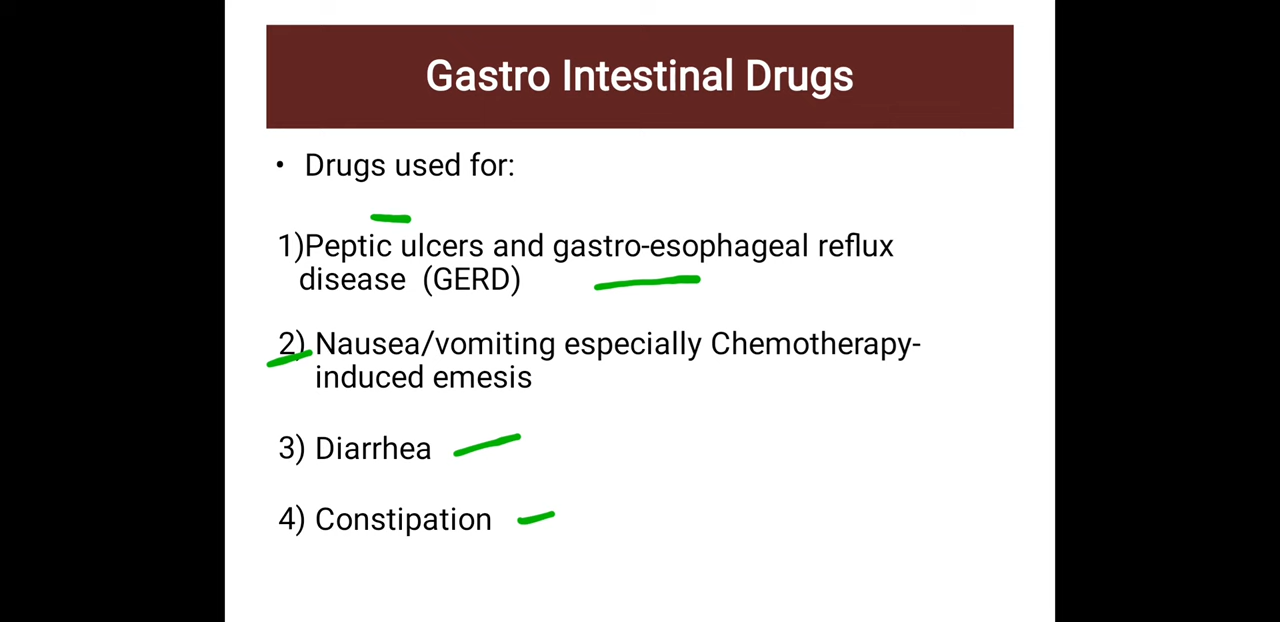 Gastro Intestinal Drugs
• Drugs used for:
1)Peptic ulcers and gastro-esophageal reflux
disease (GERD)
2) Nausea/vomiting especially Chemotherapy-
induced emesis
3) Diarrhea
4) Constipation